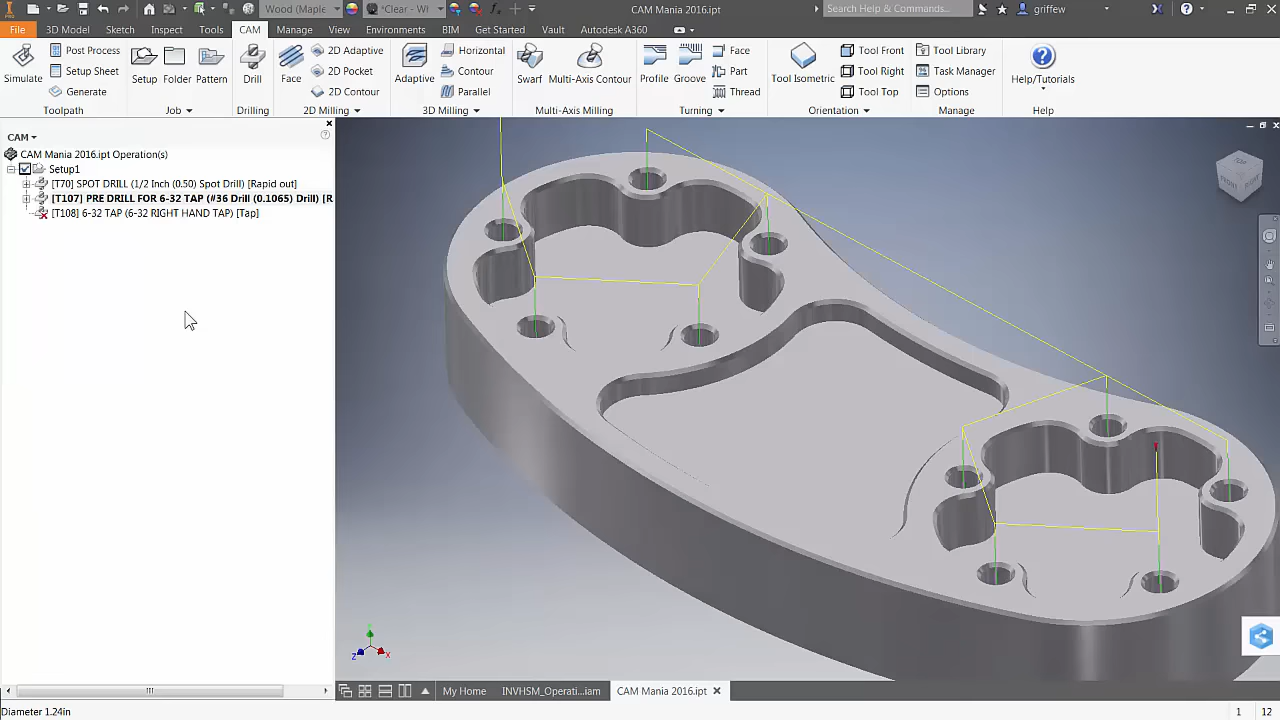 PRO
Wood (Maple
*Clear - WI
CAM Mania 2016.ipt
Search Help & Commands...
griffew
File
3D Model
Sketch
Inspect
Tools
CAM
Manage
View
Environments
BIM
Get Started
Vault
Autodesk A360
Simulate
Post Process
Setup Sheet
Generate
Toolpath
Setup
Folder
Pattern
Job
Drill
Drilling
Face
2D Adaptive
2D Pocket
2D Contour
2D Milling
Adaptive
Horizontal
Contour
Parallel
3D Milling
Swarf
Multi-Axis Contour
Multi-Axis Milling
Profile
Groove
Face
Part
Thread
Turning
Tool Isometric
Tool Front
Tool Right
Tool Top
Orientation
Tool Library
Task Manager
Options
Manage
Help/Tutorials
Help
CAM
CAM Mania 2016.ipt Operation(s)
Setup1
[T70] SPOT DRILL (1/2 Inch (0.50) Spot Drill) [Rapid out]
[T107] PRE DRILL FOR 6-32 TAP (#36 Drill (0.1065) Drill) [R
[T108] 6-32 TAP (6-32 RIGHT HAND TAP) [Tap]
FRONT
Y
Z
X
My Home
INVHSM_Operati...iam
CAM Mania 2016.ipt
Diameter 1.24in
1
12